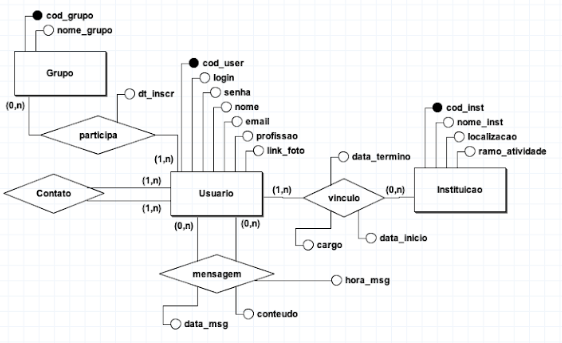 cod_grupo
nome_grupo
Grupo
(0,n)
dt_inscr
participa
(1,n)
cod_user
login
senha
nome
email
profissao
link_foto
Usuario
Contato
(1,n)
(1,n)
(1,n)
data_termino
vinculo
(0,n)
cargo
data_inicio
cod_inst
nome_inst
localizacao
ramo_atividade
Instituicao
(0,n)
(0,n)
mensagem
hora_msg
data_msg
conteudo